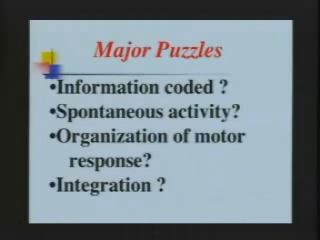 Major Puzzles
•Information coded ?
•Spontaneous activity?
•Organization of motor
response?
•Integration ?